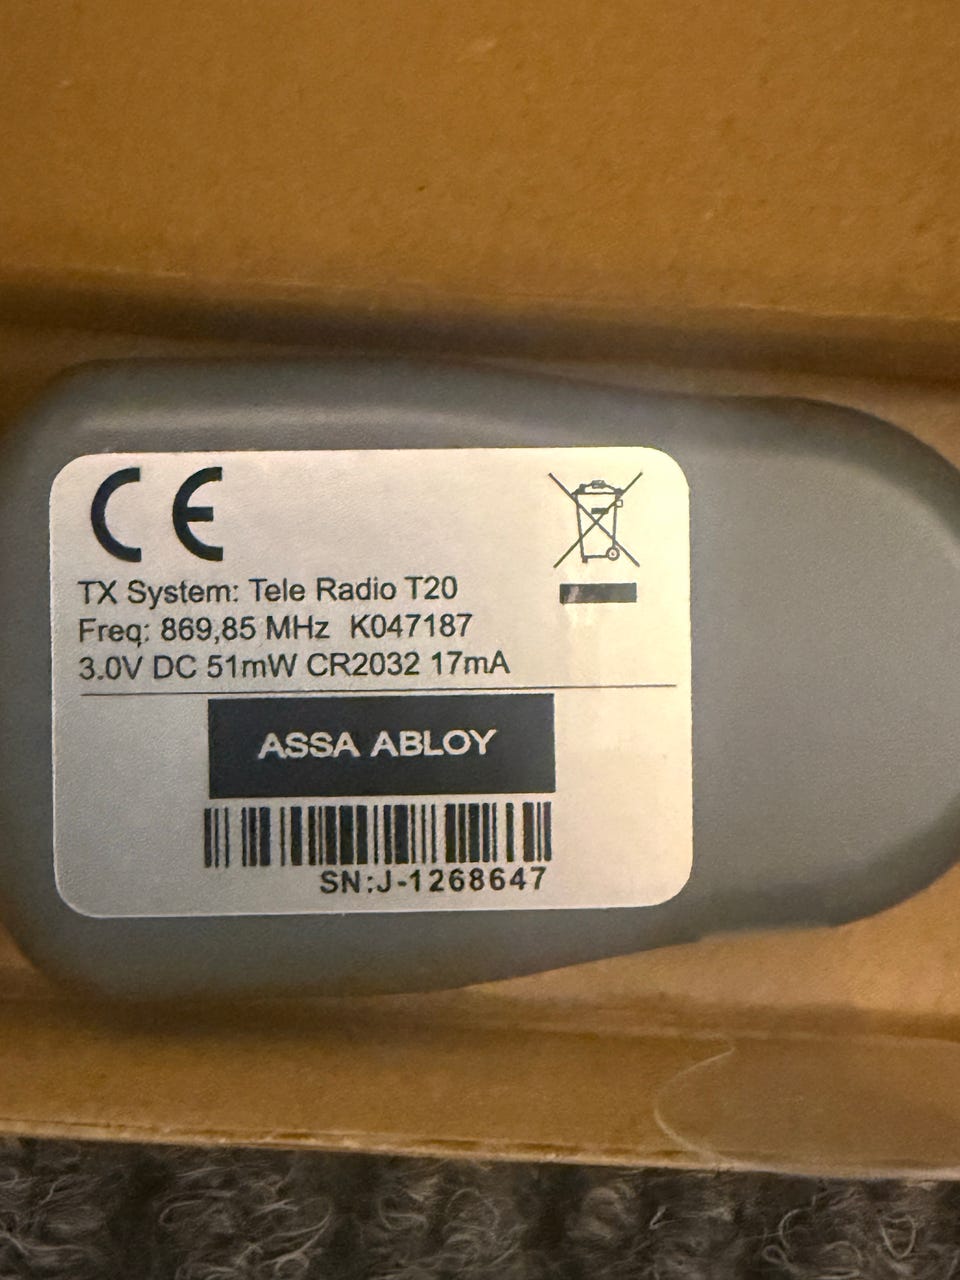 CE
TX System: Tele Radio T20
Freq: 869,85 MHz K047187
3.0V DC 51mW CR2032 17mA
ASSA ABLOY
SN:J-1268647